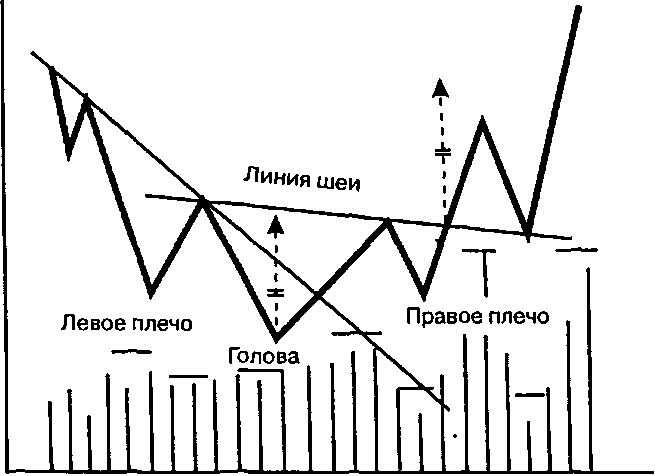 Линия шеи
Левое плечо
Голова
Правое плечо